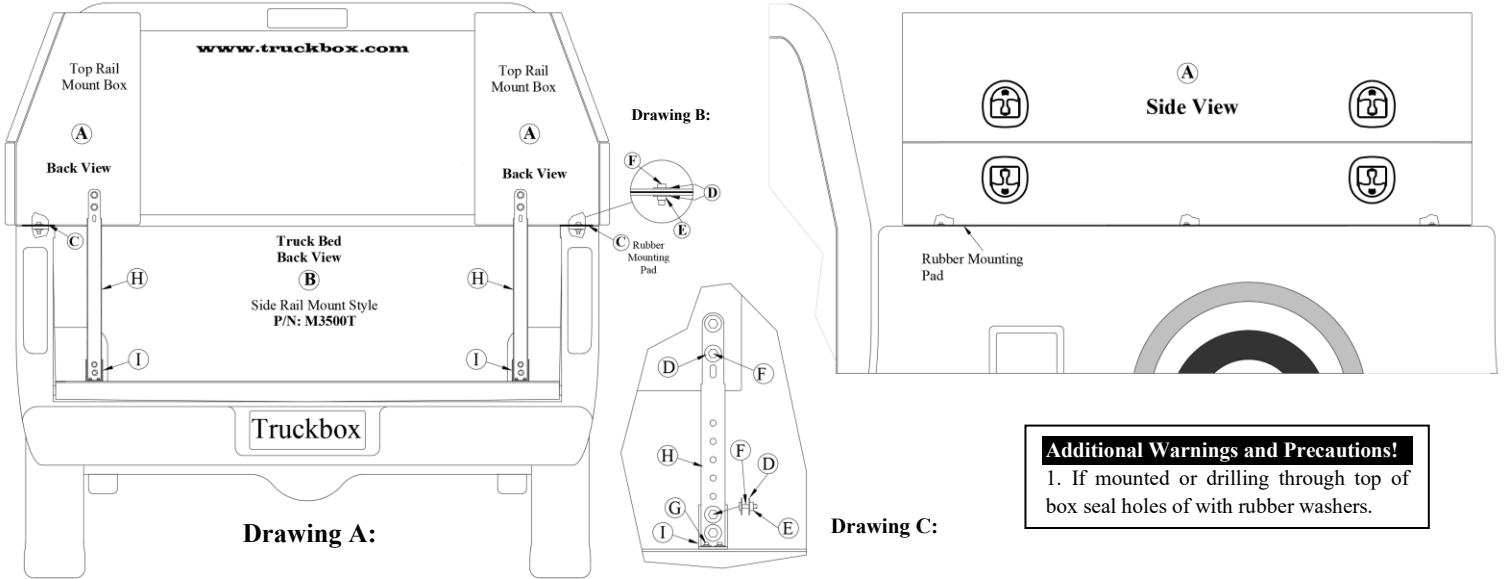 www.truckbox.com
Top Rail
Mount Box
A
Back View
Top Rail
Mount Box
A
Back View
C
Truck Bed
Back View
B
Side Rail Mount Style
P/N: M3500T
H
H
I
I
C
Rubber
Mounting
Pad
Truckbox
Drawing A:
Drawing B:
F
D
E
D
F
H
F
D
G
E
I
Drawing C:
A
Side View
Rubber Mounting
Pad
Additional Warnings and Precautions!
1. If mounted or drilling through top of
box seal holes of with rubber washers.